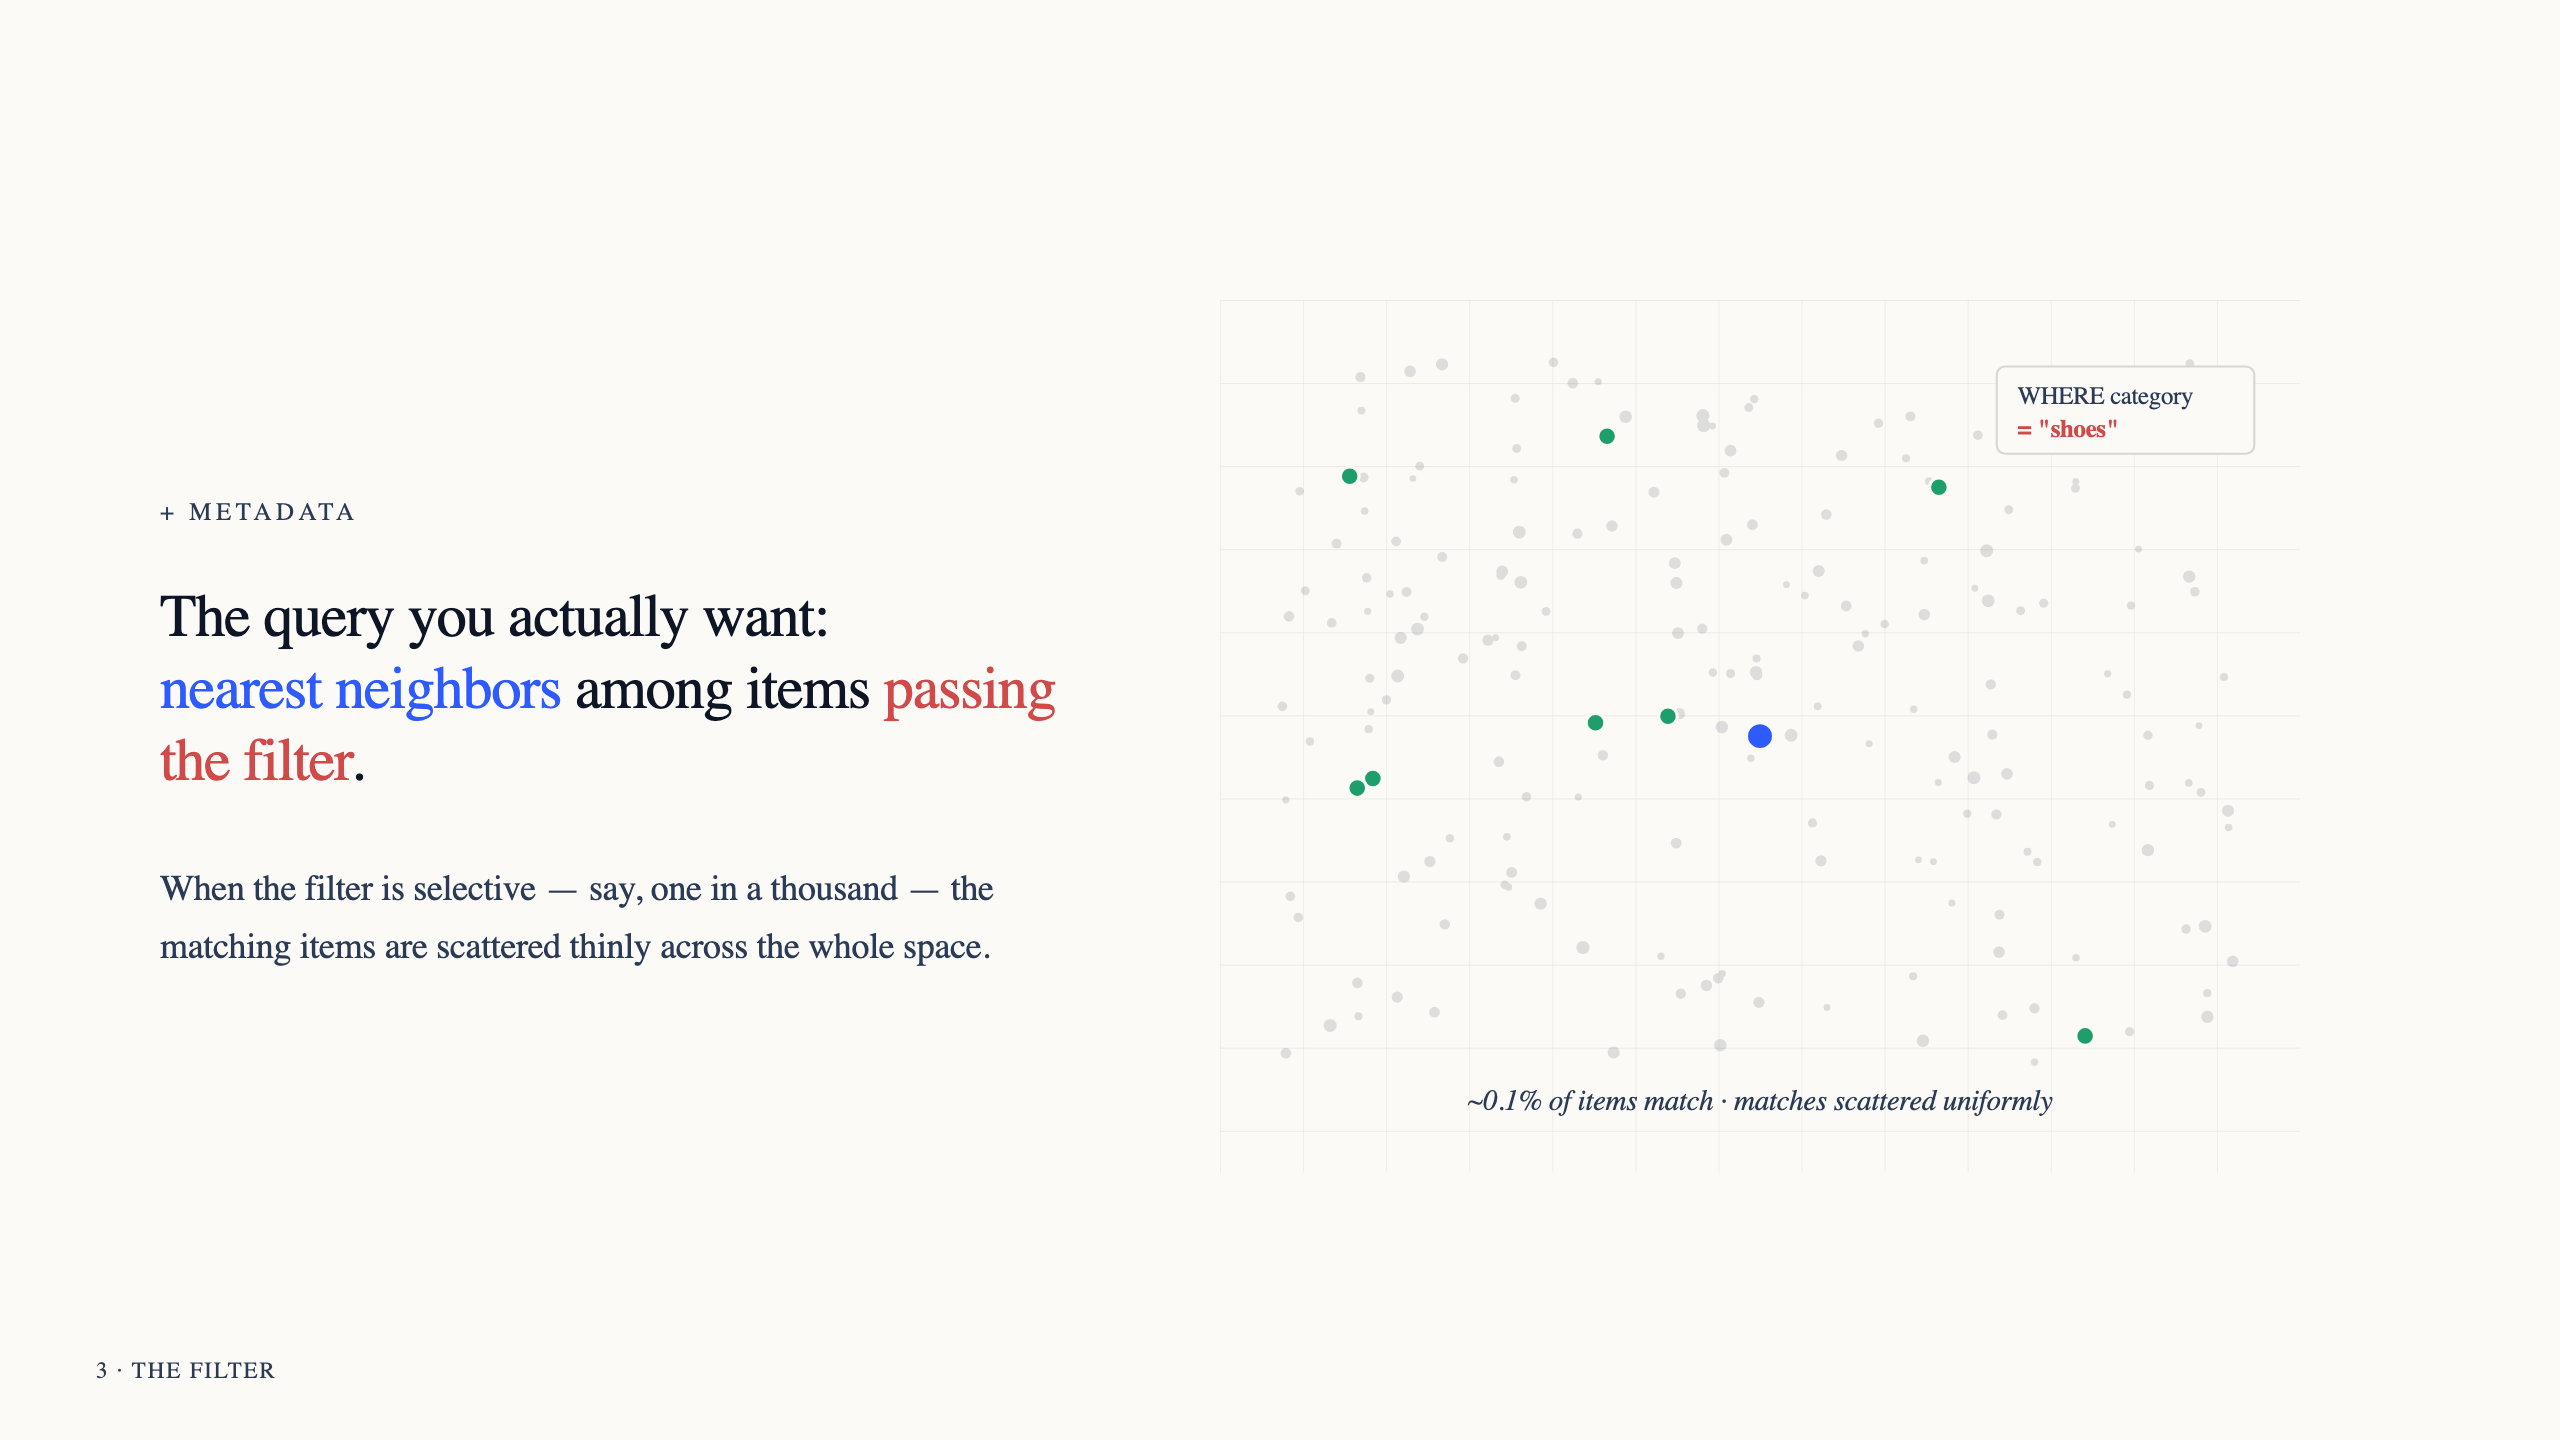 + METADATA
The query you actually want:
nearest neighbors among items passing
the filter.
When the filter is selective — say, one in a thousand — the
matching items are scattered thinly across the whole space.
WHERE category
= "shoes"
~0.1% of items match · matches scattered uniformly
3 · THE FILTER